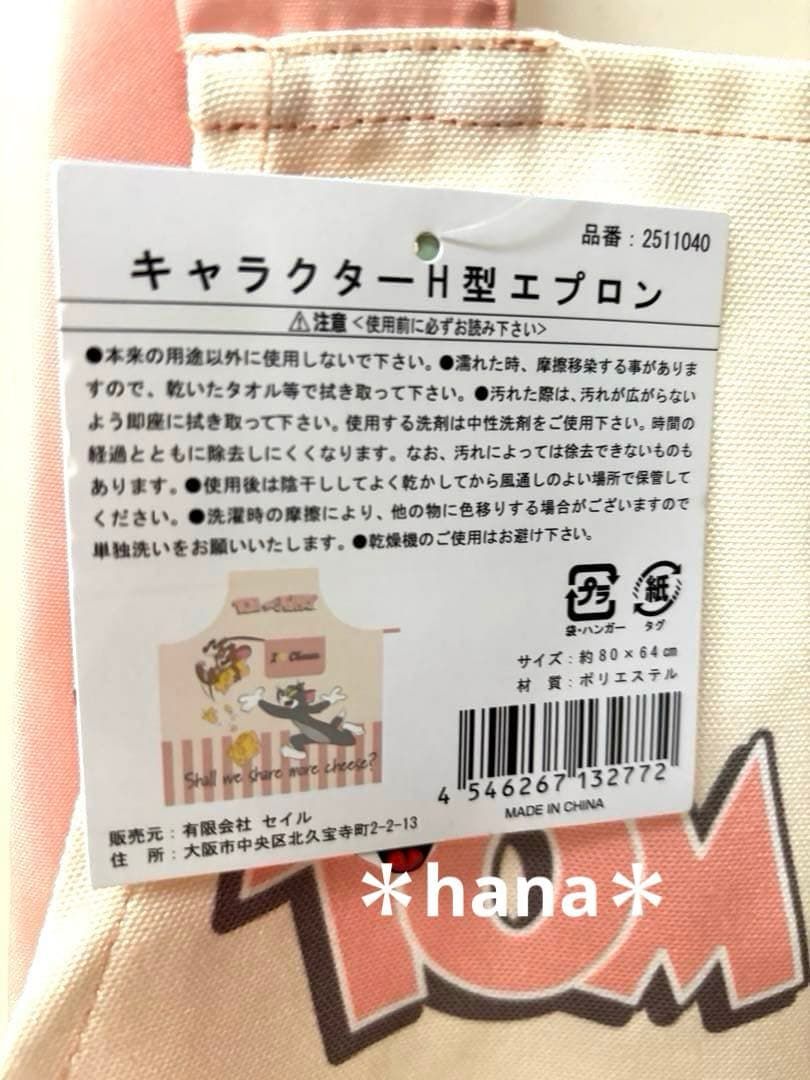 品番：2511040
キャラクターH型エプロン
⚠注意<使用前に必ずお読み下さい>
●本来の用途以外に使用しないで下さい。●濡れた時、摩擦移染する事がありま
すので、乾いたタオル等で拭き取って下さい。●汚れた際は、汚れが広がらない
よう即座に拭き取って下さい。使用する洗剤は中性洗剤をご使用下さい。時間の
経過とともに除去しにくくなります。なお、汚れによっては徐去できないものも
あります。●使用後は陰干ししてよく乾かしてから風通しのよい場所で保管して
ください。●洗濯時の摩擦により、他の物に色移りする場合がございますので
単独洗いをお願いいたします。●乾燥機のご使用はお避け下さい。
プラ
袋・ハンガー
紙
タグ
サイズ：約80×64cm
材 質：ポリエステル
TOM and JERRY
I Cheese
Shall we share more cheese?
4 546267 132772
MADE IN CHINA
販売元：有限会社 セイル
住 所：大阪市中央区北久宝寺町2-2-13
＊hana＊
TOM